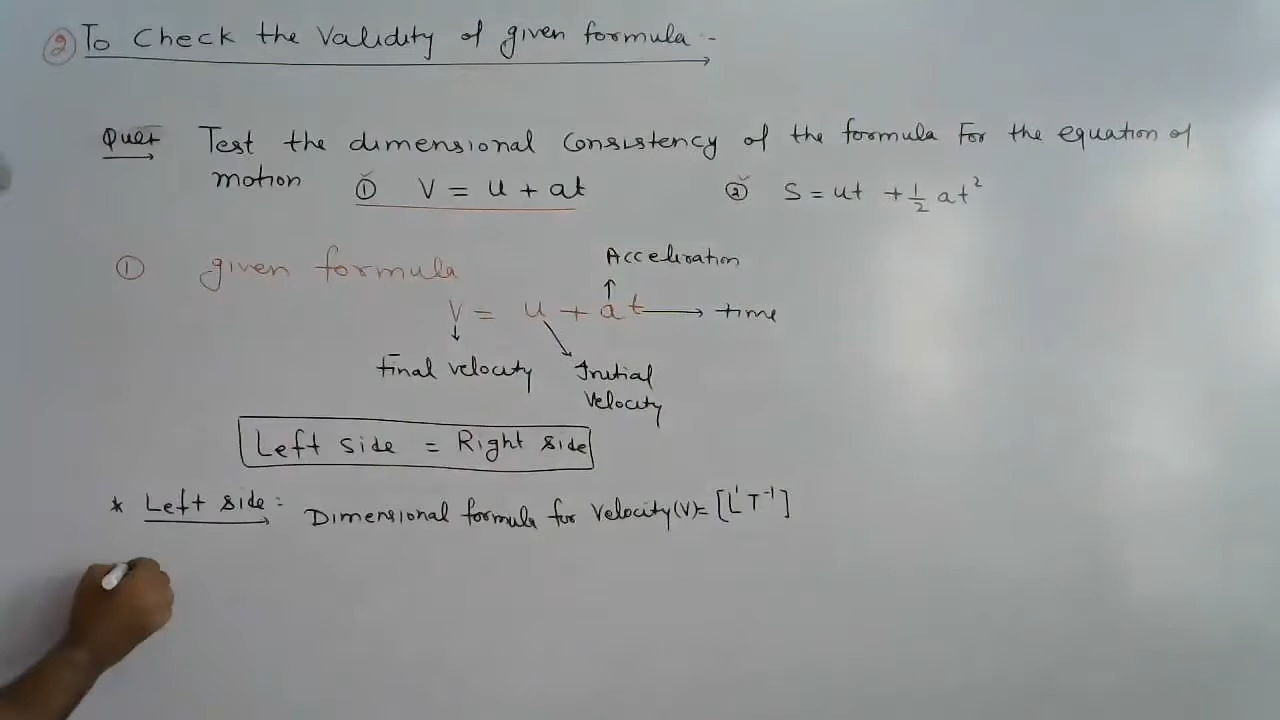 ② To Check the Validity of given formula :-
Ques Test the dimensional Consistency of the formula For the equation of
motion ① V = u + at ② S = ut + 1/2 at²
① given formula
Acceleration
V = u + at → time
Final velocity Initial
Velocity
Left side = Right side
* Left side : Dimensional formula for Velocity(V)= [L¹T⁻¹]